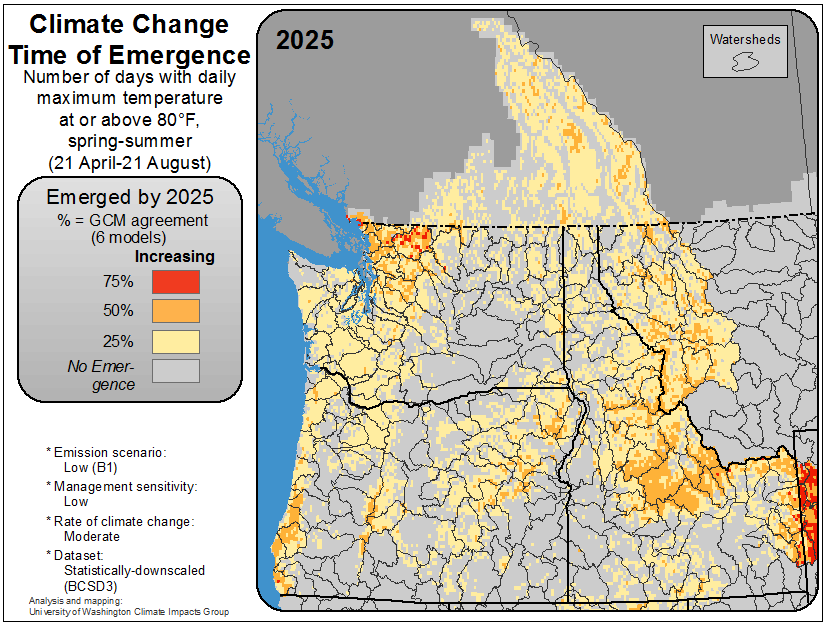 Climate Change
Time of Emergence
Number of days with daily
maximum temperature
at or above 80°F,
spring-summer
(21 April-21 August)
Emerged by 2025
% = GCM agreement
(6 models)
Increasing
75%
50%
25%
No Emer-
gence
* Emission scenario:
Low (B1)
* Management sensitivity:
Low
* Rate of climate change:
Moderate
* Dataset:
Statistically-downscaled
(BCSD3)
Analysis and mapping:
University of Washington Climate Impacts Group
2025
Watersheds